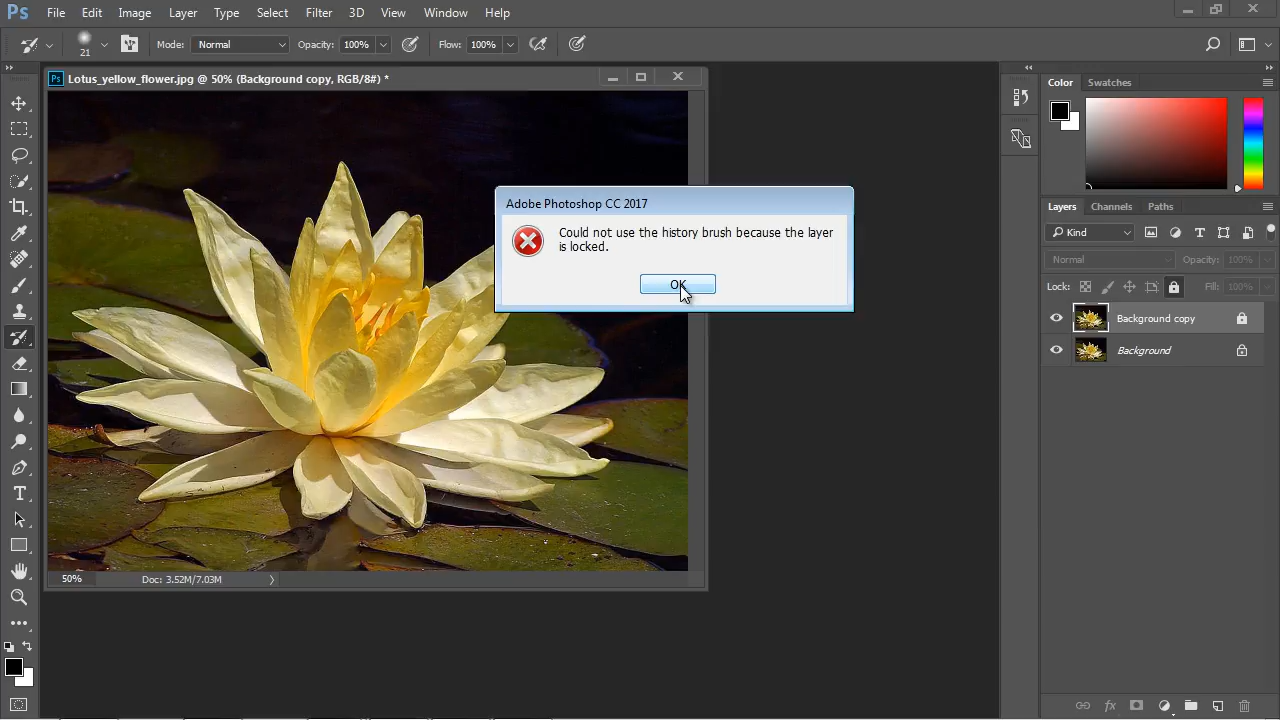 Ps File Edit Image Layer Type Select Filter 3D View Window Help
21 Mode: Normal Opacity: 100% Flow: 100%
Ps Lotus_yellow_flower.jpg @ 50% (Background copy, RGB/8#) *
Color Swatches
Adobe Photoshop CC 2017
Could not use the history brush because the layer
is locked.
OK
Layers Channels Paths
Kind
Normal Opacity: 100%
Lock: Fill: 100%
Background copy
Background
50% Doc: 3.52M/7.03M